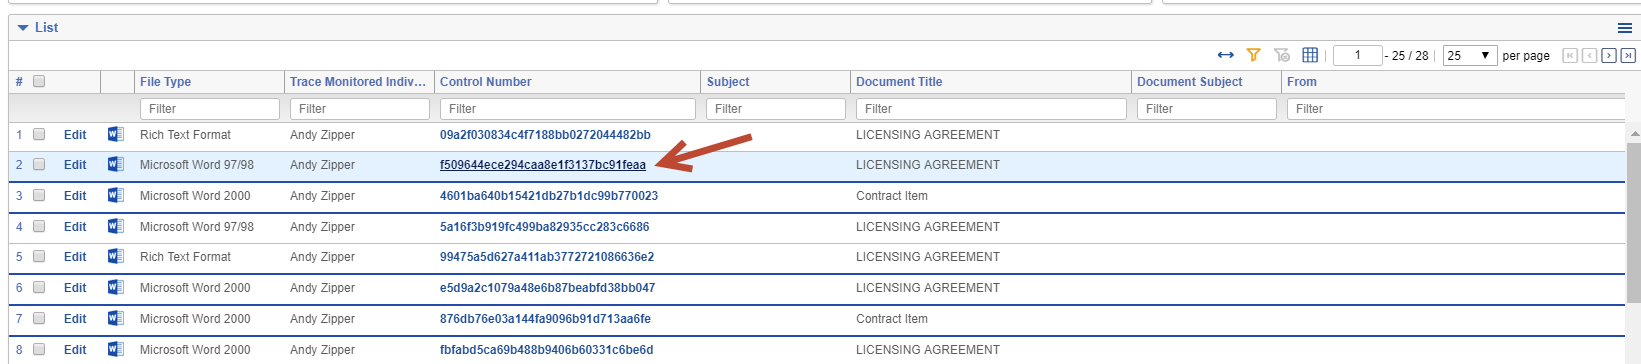 List
1 - 25 / 28 25 per page
# File Type Trace Monitored Indiv... Control Number Subject Document Title Document Subject From
Filter Filter Filter Filter Filter Filter Filter
1 Edit Rich Text Format Andy Zipper 09a2f030834c4f7188bb0272044482bb LICENSING AGREEMENT
2 Edit Microsoft Word 97/98 Andy Zipper f509644ece294caa8e1f3137bc91feaa LICENSING AGREEMENT
3 Edit Microsoft Word 2000 Andy Zipper 4601ba640b15421db27b1dc99b770023 Contract Item
4 Edit Microsoft Word 97/98 Andy Zipper 5a16f3b919fc499ba82935cc283c6686 LICENSING AGREEMENT
5 Edit Rich Text Format Andy Zipper 99475a5d627a411ab3772721086636e2 LICENSING AGREEMENT
6 Edit Microsoft Word 2000 Andy Zipper e5d9a2c1079a48e6b87beabfd38bb047 LICENSING AGREEMENT
7 Edit Microsoft Word 2000 Andy Zipper 876db76e03a144fa9096b91d713aa6fe Contract Item
8 Edit Microsoft Word 2000 Andy Zipper fbfabd5ca69b488b9406b60331c6be6d LICENSING AGREEMENT